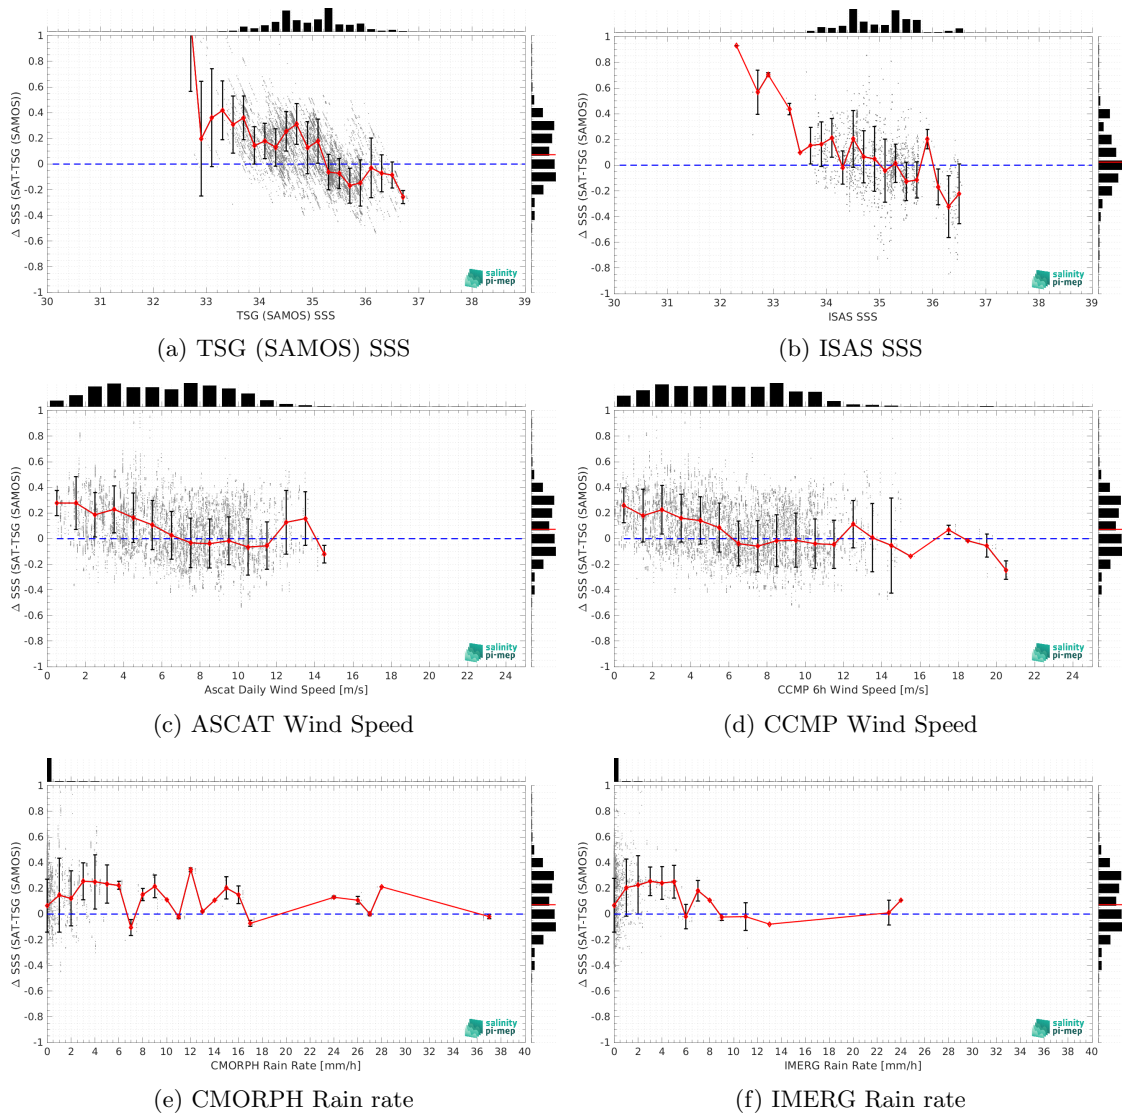 1
0.8
0.6
0.4
0.2
0
-0.2
-0.4
-0.6
-0.8
-1
Δ SSS (SAT-TSG (SAMOS))
salinity
pi-mep
30 31 32 33 34 35 36 37 38 39
TSG (SAMOS) SSS
(a) TSG (SAMOS) SSS
1
0.8
0.6
0.4
0.2
0
-0.2
-0.4
-0.6
-0.8
-1
Δ SSS (SAT-TSG (SAMOS))
salinity
pi-mep
30 31 32 33 34 35 36 37 38 39
ISAS SSS
(b) ISAS SSS
1
0.8
0.6
0.4
0.2
0
-0.2
-0.4
-0.6
-0.8
-1
Δ SSS (SAT-TSG (SAMOS))
salinity
pi-mep
0 2 4 6 8 10 12 14 16 18 20 22 24
Ascat Daily Wind Speed [m/s]
(c) ASCAT Wind Speed
1
0.8
0.6
0.4
0.2
0
-0.2
-0.4
-0.6
-0.8
-1
Δ SSS (SAT-TSG (SAMOS))
salinity
pi-mep
0 2 4 6 8 10 12 14 16 18 20 22 24
CCMP 6h Wind Speed [m/s]
(d) CCMP Wind Speed
1
0.8
0.6
0.4
0.2
0
-0.2
-0.4
-0.6
-0.8
-1
Δ SSS (SAT-TSG (SAMOS))
salinity
pi-mep
0 2 4 6 8 10 12 14 16 18 20 22 24 26 28 30 32 34 36 38 40
CMORPH Rain Rate [mm/h]
(e) CMORPH Rain rate
1
0.8
0.6
0.4
0.2
0
-0.2
-0.4
-0.6
-0.8
-1
Δ SSS (SAT-TSG (SAMOS))
salinity
pi-mep
0 2 4 6 8 10 12 14 16 18 20 22 24 26 28 30 32 34 36 38 40
IMERG Rain Rate [mm/h]
(f) IMERG Rain rate